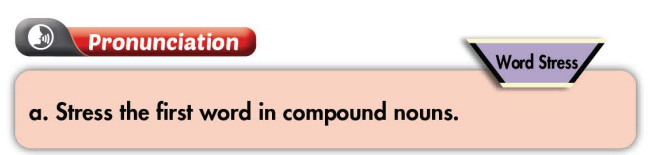 Pronunciation
Word Stress
a. Stress the first word in compound nouns.